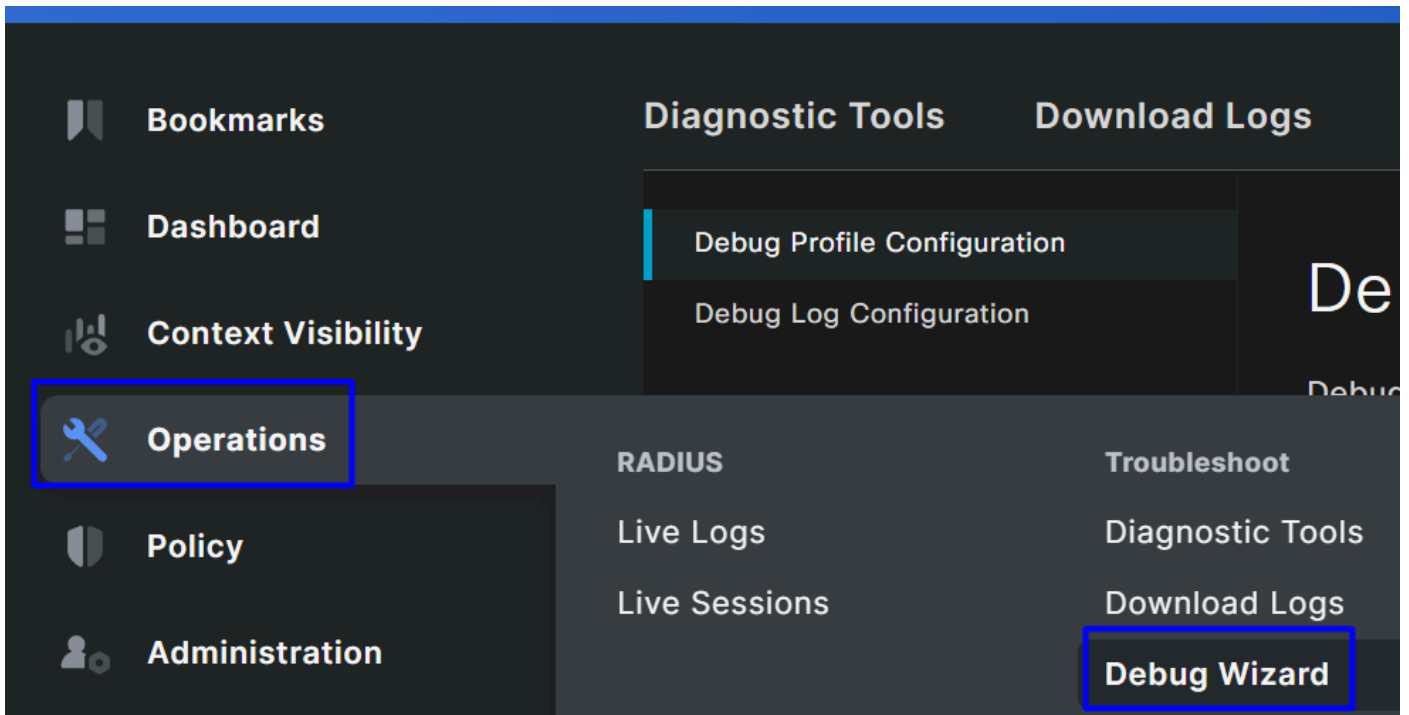 Bookmarks
Dashboard
Context Visibility
Operations
Policy
Administration
Diagnostic Tools
Download Logs
Debug Profile Configuration
Debug Log Configuration
De
Debug
RADIUS
Live Logs
Live Sessions
Troubleshoot
Diagnostic Tools
Download Logs
Debug Wizard